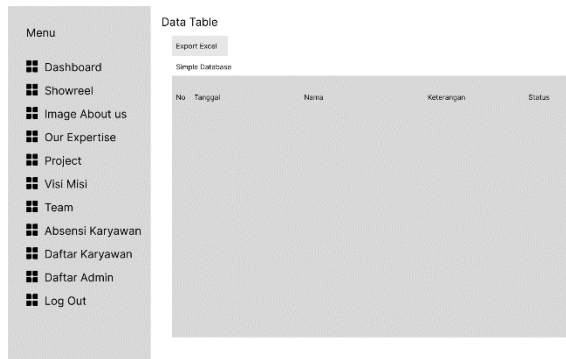 Menu
Dashboard
Showreel
Image About us
Our Expertise
Project
Visi Misi
Team
Absensi Karyawan
Daftar Karyawan
Daftar Admin
Log Out
Data Table
Export Excel
Simple Database
No Tanggal Nama Keterangan Status